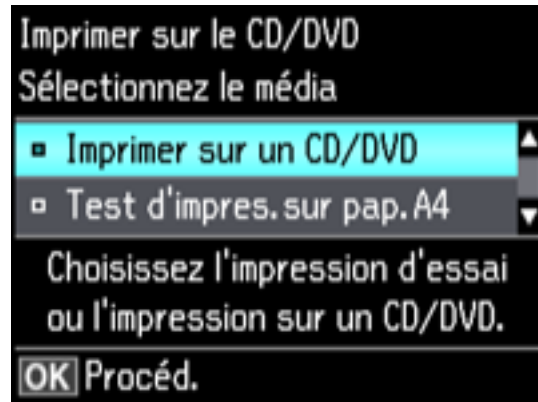 Imprimer sur le CD/DVD
Sélectionnez le média
Imprimer sur un CD/DVD
Test d'impres.sur pap.A4
Choisissez l'impression d'essai
ou l'impression sur un CD/DVD.
OK Procéd.